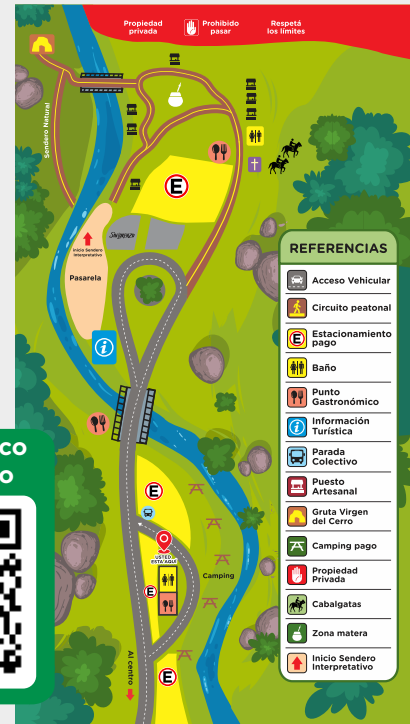 Propiedad
privada
Prohibido
pasar
Respetá
los límites
Sendero Natural
E
Inicio Sendero
Interpretativo
Pasarela
i
REFERENCIAS
Acceso Vehicular
Circuito peatonal
E
Estacionamiento
pago
Baño
Punto
Gastronómico
i
Información
Turística
Parada
Colectivo
Puesto
Artesanal
Gruta Virgen
del Cerro
Camping pago
Propiedad
Privada
Cabalgatas
Zona matera
Inicio Sendero
Interpretativo
co
o
E
USTED
ESTA AQUÍ
E
Camping
Al centro
E